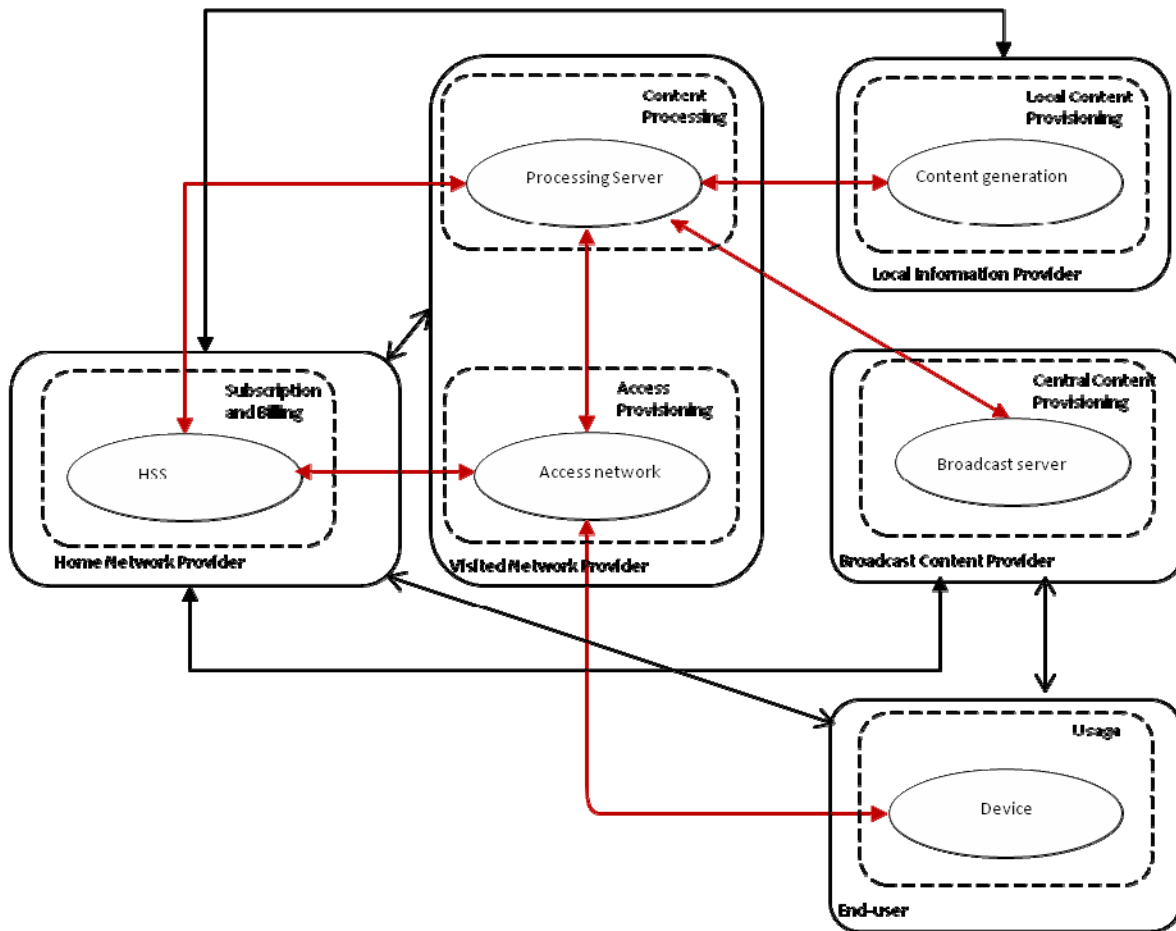 Content
Processing
Processing Server
Local Content
Provisioning
Content generation
Local Information Provider
Subscription
and Billing
HSS
Home Network Provider
Access
Provisioning
Access network
Visited Network Provider
Central Content
Provisioning
Broadcast server
Broadcast Content Provider
Usage
Device
End-user